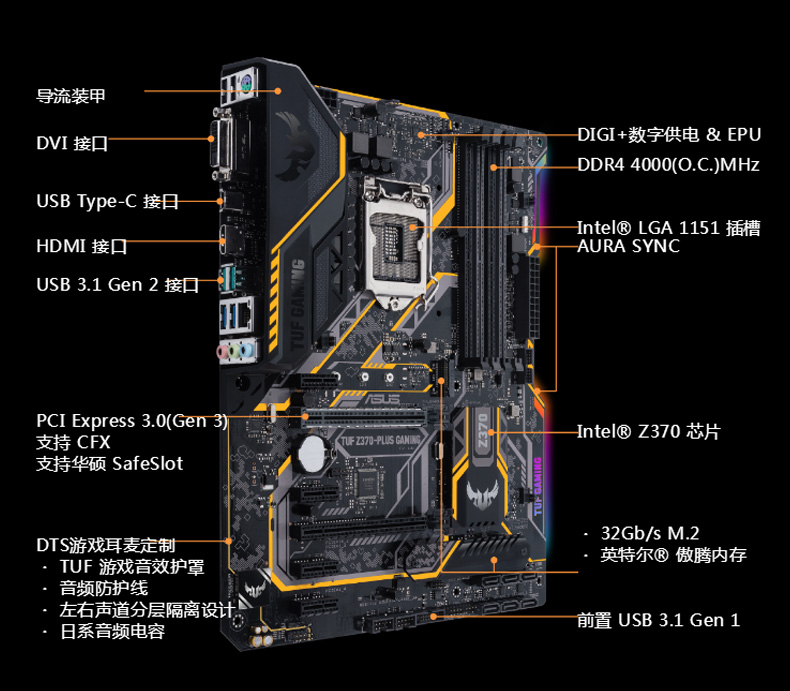 导流装甲
DVI 接口
USB Type-C 接口
HDMI 接口
USB 3.1 Gen 2 接口
PCI Express 3.0(Gen 3)
支持 CFX
支持华硕 SafeSlot
DTS游戏耳麦定制
· TUF 游戏音效护罩
· 音频防护线
· 左右声道分层隔离设计
· 日系音频电容
TUF GAMING
ASUS
TUF Z370-PLUS GAMING
Z370
TUF GAMING
DIGI+数字供电 & EPU
DDR4 4000(O.C.)MHz
Intel® LGA 1151 插槽
AURA SYNC
Intel® Z370 芯片
· 32Gb/s M.2
· 英特尔® 傲腾内存
前置 USB 3.1 Gen 1